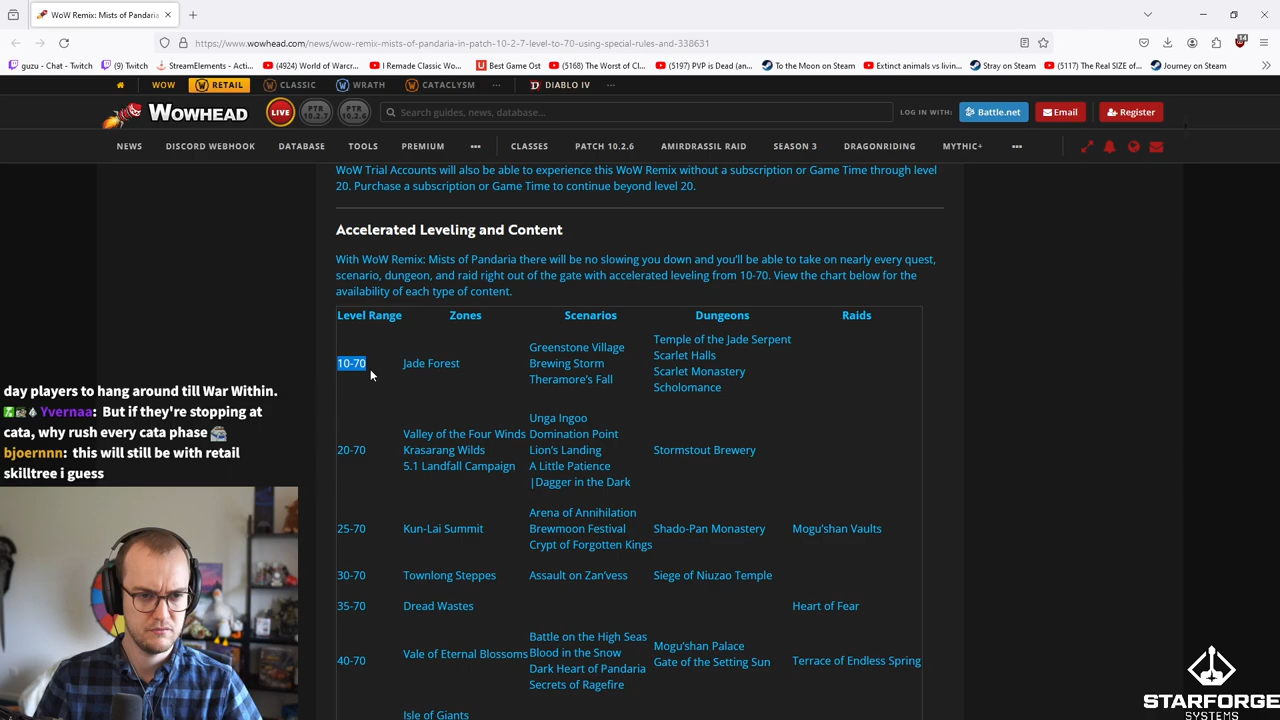 WoW Remix: Mists of Pandaria
https://www.wowhead.com/news/wow-remix-mists-of-pandaria-in-patch-10-2-7-level-to-70-using-special-rules-and-338631
guzu - Chat - Twitch
(9) Twitch
StreamElements - Acti...
(4924) World of Warcr...
I Remade Classic Wo...
Best Game Ost
(5168) The Worst of Cl...
(5197) PVP is Dead (an...
To the Moon on Steam
Extinct animals vs livin...
Stray on Steam
(5117) The Real SIZE of...
Journey on Steam
WOW
RETAIL
CLASSIC
WRATH
CATACLYSM
DIABLO IV
WOWHEAD
LIVE
PTR 10.2.7
PTR 10.2.6
Search guides, news, database...
LOG IN WITH:
Battle.net
Email
Register
NEWS
DISCORD WEBHOOK
DATABASE
TOOLS
PREMIUM
CLASSES
PATCH 10.2.6
AMIRDRASSIL RAID
SEASON 3
DRAGONRIDING
MYTHIC+
WoW Trial Accounts will also be able to experience this WoW Remix without a subscription or Game Time through level
20. Purchase a subscription or Game Time to continue beyond level 20.
Accelerated Leveling and Content
With WoW Remix: Mists of Pandaria there will be no slowing you down and you'll be able to take on nearly every quest,
scenario, dungeon, and raid right out of the gate with accelerated leveling from 10-70. View the chart below for the
availability of each type of content.
Level Range Zones Scenarios Dungeons Raids
10-70
Jade Forest
Greenstone Village
Brewing Storm
Theramore's Fall
Temple of the Jade Serpent
Scarlet Halls
Scarlet Monastery
Scholomance
20-70
Valley of the Four Winds
Krasarang Wilds
5.1 Landfall Campaign
Unga Ingoo
Domination Point
Lion's Landing
A Little Patience
|Dagger in the Dark
Stormstout Brewery
25-70
Kun-Lai Summit
Arena of Annihilation
Brewmoon Festival
Crypt of Forgotten Kings
Shado-Pan Monastery
Mogu'shan Vaults
30-70
Townlong Steppes
Assault on Zan'vess
Siege of Niuzao Temple
35-70
Dread Wastes
Heart of Fear
40-70
Vale of Eternal Blossoms
Battle on the High Seas
Blood in the Snow
Dark Heart of Pandaria
Secrets of Ragefire
Mogu'shan Palace
Gate of the Setting Sun
Terrace of Endless Spring
Isle of Giants
day players to hang around till War Within.
Yvernaa: But if they're stopping at
cata, why rush every cata phase
bjoernnn: this will still be with retail
skilltree i guess
STARFORGE
SYSTEMS